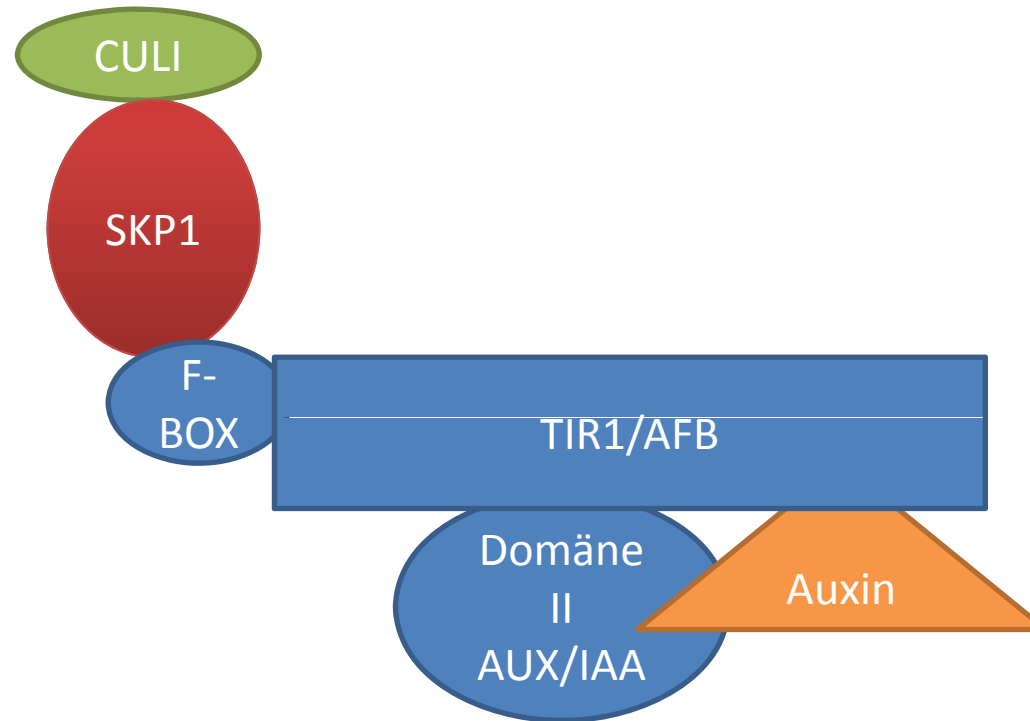 CULI
SKP1
F-
BOX
TIR1/AFB
Domäne
II
AUX/IAA
Auxin